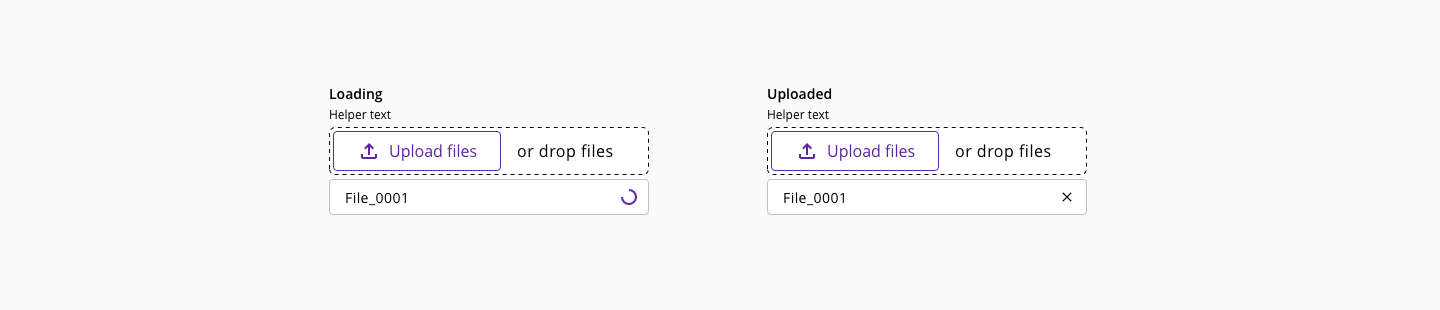 Loading
Helper text
Upload files or drop files
File_0001
Uploaded
Helper text
Upload files or drop files
File_0001